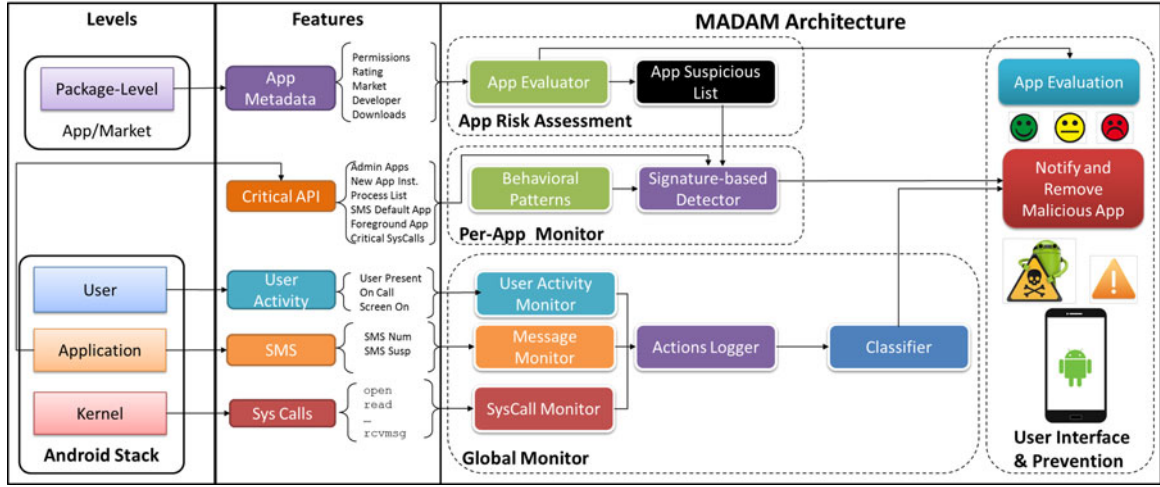 Levels
Features
MADAM Architecture
Package-Level
App/Market
App
Metadata
Permissions
Rating
Market
Developer
Downloads
App Evaluator
App Suspicious
List
App Risk Assessment
App Evaluation
Critical API
Admin Apps
New App Inst.
Process List
SMS Default App
Foreground App
Critical SysCalls
Behavioral
Patterns
Signature-based
Detector
Per-App Monitor
Notify and
Remove
Malicious App
User
Application
Kernel
Android Stack
User
Activity
User Present
On Call
Screen On
SMS
SMS Num
SMS Susp
Sys Calls
open
read
…
rcvmsg
User Activity
Monitor
Message
Monitor
SysCall Monitor
Actions Logger
Classifier
Global Monitor
User Interface
& Prevention